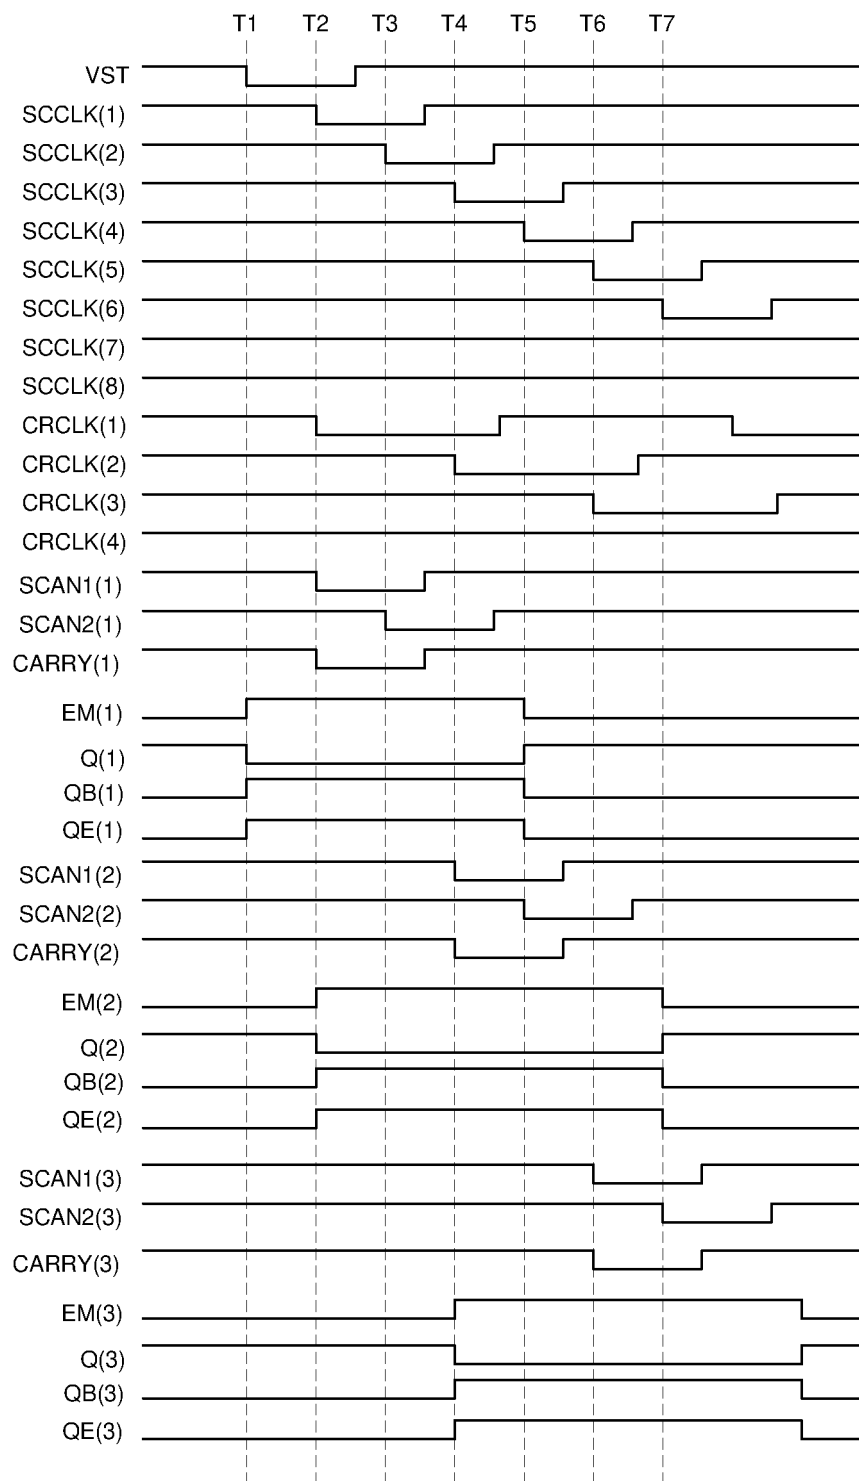 T1 T2 T3 T4 T5 T6 T7
VST
SCCLK(1)
SCCLK(2)
SCCLK(3)
SCCLK(4)
SCCLK(5)
SCCLK(6)
SCCLK(7)
SCCLK(8)
CRCLK(1)
CRCLK(2)
CRCLK(3)
CRCLK(4)
SCAN1(1)
SCAN2(1)
CARRY(1)
EM(1)
Q(1)
QB(1)
QE(1)
SCAN1(2)
SCAN2(2)
CARRY(2)
EM(2)
Q(2)
QB(2)
QE(2)
SCAN1(3)
SCAN2(3)
CARRY(3)
EM(3)
Q(3)
QB(3)
QE(3)